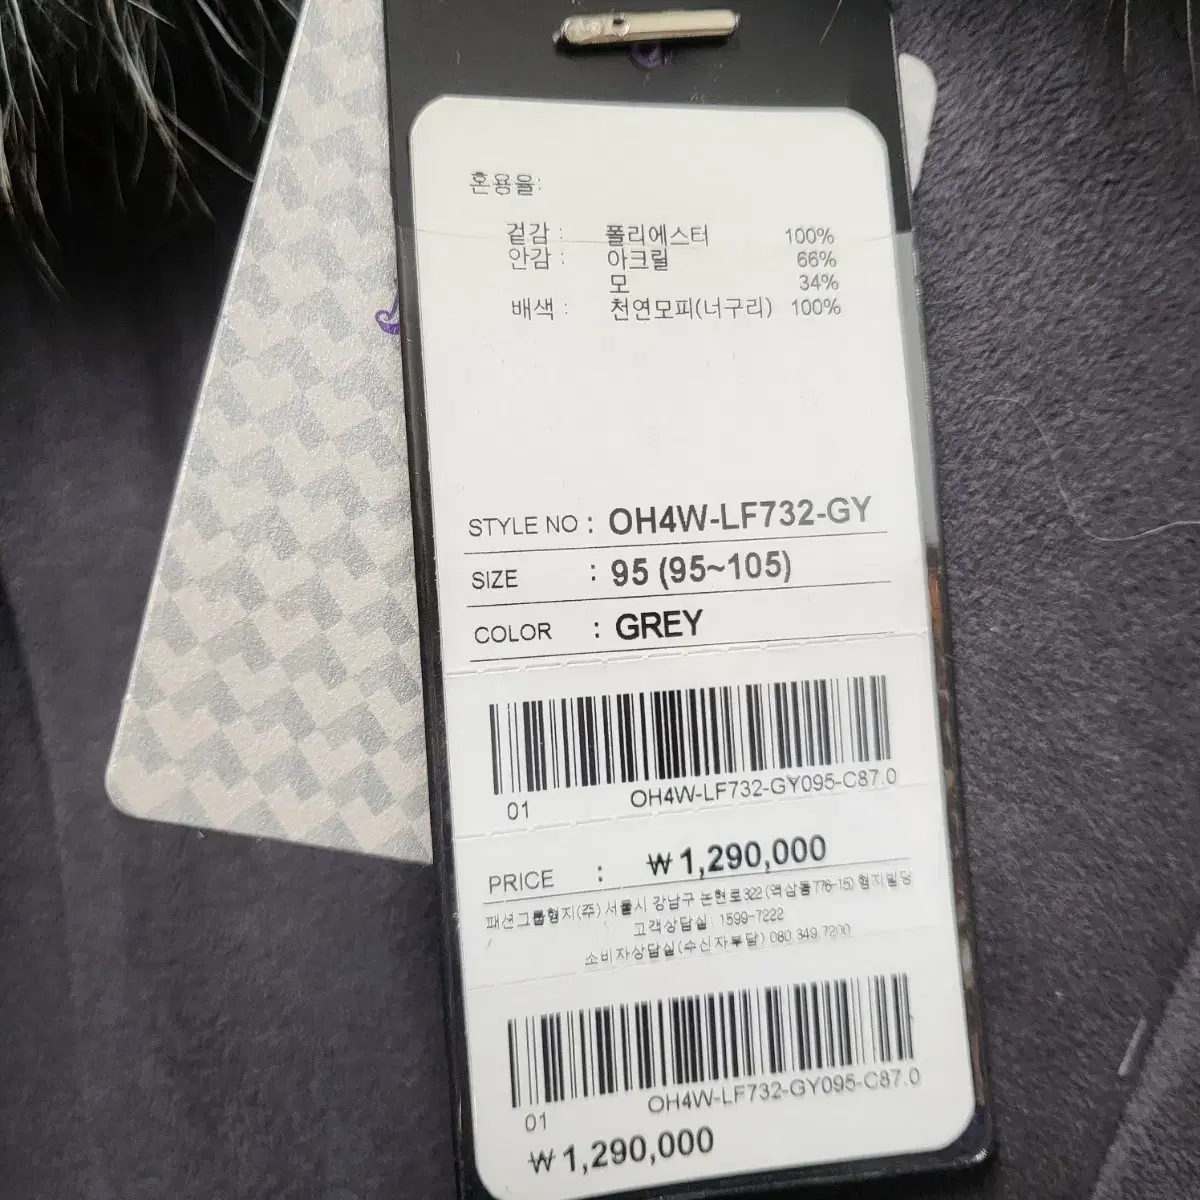 혼용율:
겉감 : 폴리에스터 100%
안감 : 아크릴 66%
모 34%
배색 : 천연모피(너구리) 100%
STYLE NO : OH4W-LF732-GY
SIZE : 95 (95~105)
COLOR : GREY
01 OH4W-LF732-GY095-C87.0
PRICE : ₩1,290,000
패션그룹형지(주) 서울시 강남구 논현로322 (역삼동 776-15) 형지빌딩
고객상담실 1599-7222
소비자상담실(수신자부담) 080 349 7200
01 OH4W-LF732-GY095-C87.0
₩1,290,000